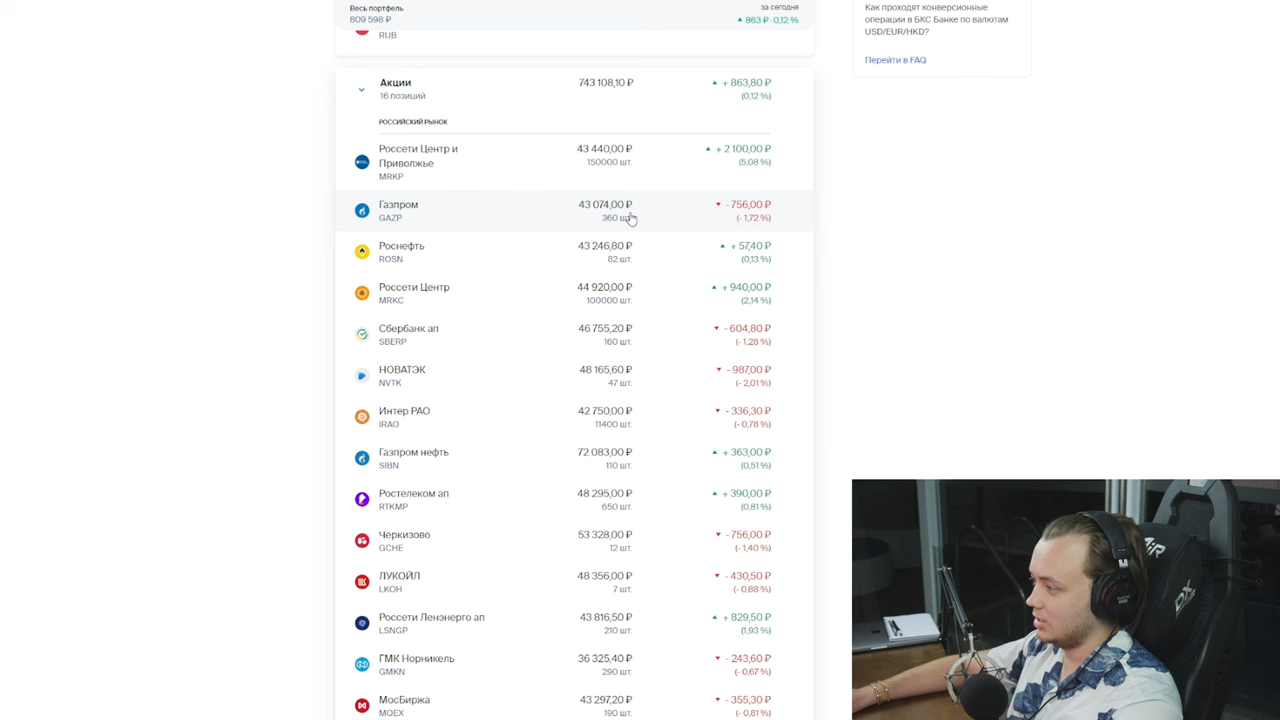 Весь портфель
809 598 ₽
за сегодня
863 ₽ · 0,12 %
RUB
Как проходят конверсионные
операции в БКС Банке по валютам
USD/EUR/HKD?
Перейти в FAQ
Акции
16 позиций
743 108,10 ₽
+ 863,80 ₽
(0,12 %)
РОССИЙСКИЙ РЫНОК
Россети Центр и
Приволжье
MRKP
43 440,00 ₽
150000 шт.
+ 2 100,00 ₽
(5,08 %)
Газпром
GAZP
43 074,00 ₽
360
- 756,00 ₽
(- 1,72 %)
Роснефть
ROSN
43 246,80 ₽
82 шт.
+ 57,40 ₽
(0,13 %)
Россети Центр
MRKC
44 920,00 ₽
100000 шт.
+ 940,00 ₽
(2,14 %)
Сбербанк ап
SBERP
46 755,20 ₽
160 шт.
- 604,80 ₽
(- 1,28 %)
НОВАТЭК
NVTK
48 165,60 ₽
47 шт.
- 987,00 ₽
(- 2,01 %)
Интер РАО
IRAO
42 750,00 ₽
11400 шт.
- 336,30 ₽
(- 0,78 %)
Газпром нефть
SIBN
72 083,00 ₽
110 шт.
+ 363,00 ₽
(0,51 %)
Ростелеком ап
RTKMP
48 295,00 ₽
650 шт.
+ 390,00 ₽
(0,81 %)
Черкизово
GCHE
53 328,00 ₽
12 шт.
- 756,00 ₽
(- 1,40 %)
ЛУКОЙЛ
LKOH
48 356,00 ₽
7 шт.
- 430,50 ₽
(- 0,88 %)
Россети Ленэнерго ап
LSNGP
43 816,50 ₽
210 шт.
+ 829,50 ₽
(1,93 %)
ГМК Норникель
GMKN
36 325,40 ₽
290 шт.
- 243,60 ₽
(- 0,67 %)
МосБиржа
MOEX
43 297,20 ₽
190 шт.
- 355,30 ₽
(- 0,81 %)